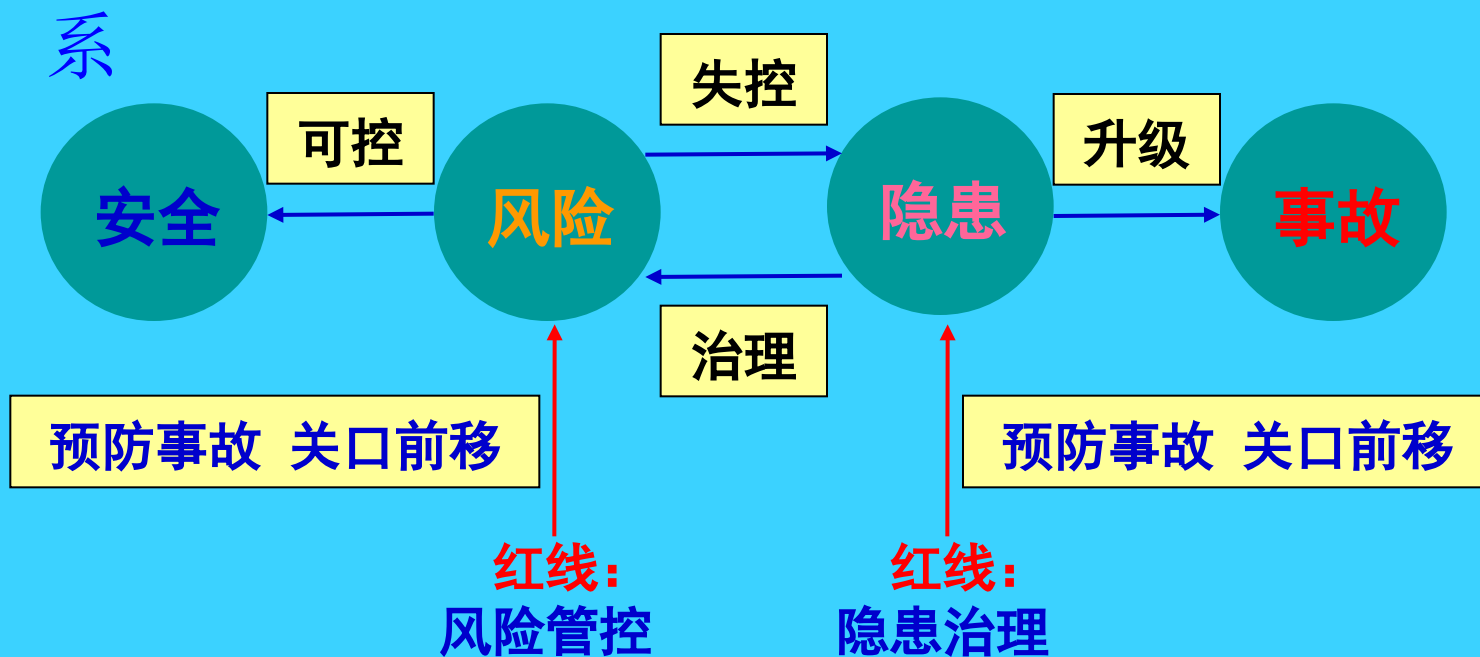 系
失控
可控
升级
安全
风险
隐患
事故
治理
预防事故 关口前移
预防事故 关口前移
红线：
风险管控
红线：
隐患治理